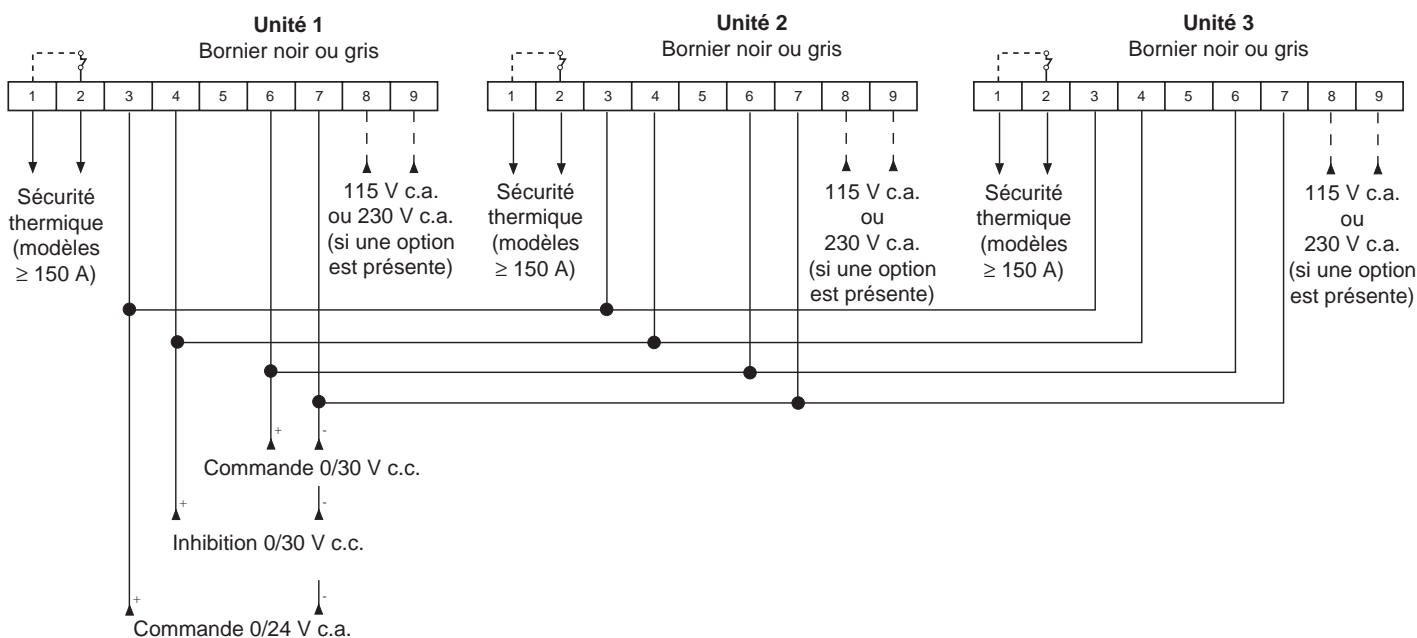 Unité 1
Bornier noir ou gris
1 2 3 4 5 6 7 8 9
Sécurité
thermique
(modèles
≥ 150 A)
115 V c.a.
ou 230 V c.a.
(si une option
est présente)
Unité 2
Bornier noir ou gris
1 2 3 4 5 6 7 8 9
Sécurité
thermique
(modèles
≥ 150 A)
115 V c.a.
ou
230 V c.a.
(si une option
est présente)
Unité 3
Bornier noir ou gris
1 2 3 4 5 6 7 8 9
Sécurité
thermique
(modèles
≥ 150 A)
115 V c.a.
ou
230 V c.a.
(si une option
est présente)
+ -
Commande 0/30 V c.c.
+ -
Inhibition 0/30 V c.c.
+ -
Commande 0/24 V c.a.